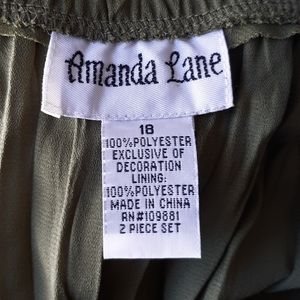 Amanda Lane
18
100%POLYESTER
EXCLUSIVE OF
DECORATION
LINING:
100%POLYESTER
MADE IN CHINA
RN#109881
2 PIECE SET